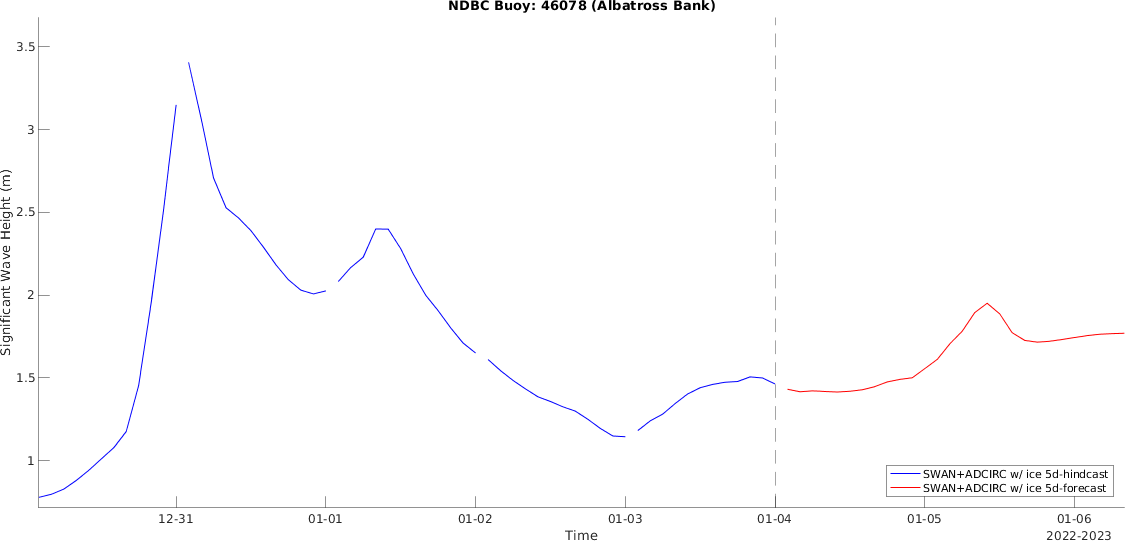 NDBC Buoy: 46078 (Albatross Bank)
3.5
3
2.5
2
1.5
1
Significant Wave Height (m)
12-31
01-01
01-02
01-03
01-04
01-05
01-06
Time
2022-2023
SWAN+ADCIRC w/ ice 5d-hindcast
SWAN+ADCIRC w/ ice 5d-forecast